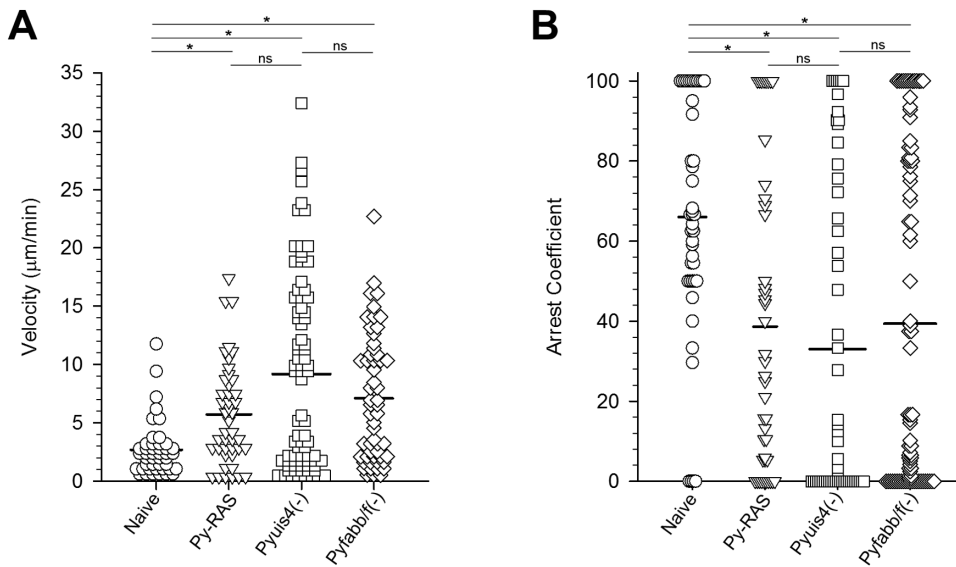 A
*
*
*
ns
ns
35
30
25
20
15
10
5
0
Velocity (μm/min)
Naive
Py-RAS
Pyuis4(-)
Pyfabb/f(-)
B
*
*
*
ns
ns
100
80
60
40
20
0
Arrest Coefficient
Naive
Py-RAS
Pyuis4(-)
Pyfabb/f(-)